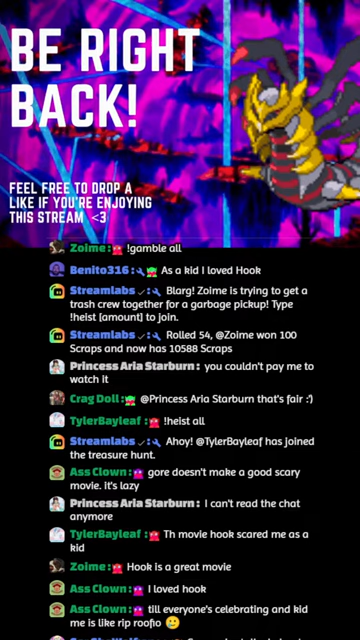 BE RIGHT
BACK!
FEEL FREE TO DROP A
LIKE IF YOU'RE ENJOYING
THIS STREAM <3
Zoime: !gamble all
Benito316: As a kid I loved Hook
Streamlabs: Blarg! Zoime is trying to get a
trash crew together for a garbage pickup! Type
!heist [amount] to join.
Streamlabs: Rolled 54, @Zoime won 100
Scraps and now has 10588 Scraps
Princess Aria Starburn: you couldn't pay me to
watch it
Crag Doll: @Princess Aria Starburn that's fair :')
TylerBayleaf: !heist all
Streamlabs: Ahoy! @TylerBayleaf has joined
the treasure hunt.
Ass Clown: gore doesn't make a good scary
movie. it's lazy
Princess Aria Starburn: I can't read the chat
anymore
TylerBayleaf: Th movie hook scared me as a
kid
Zoime: Hook is a great movie
Ass Clown: I loved hook
Ass Clown: till everyone's celebrating and kid
me is like rip roofio 🥲